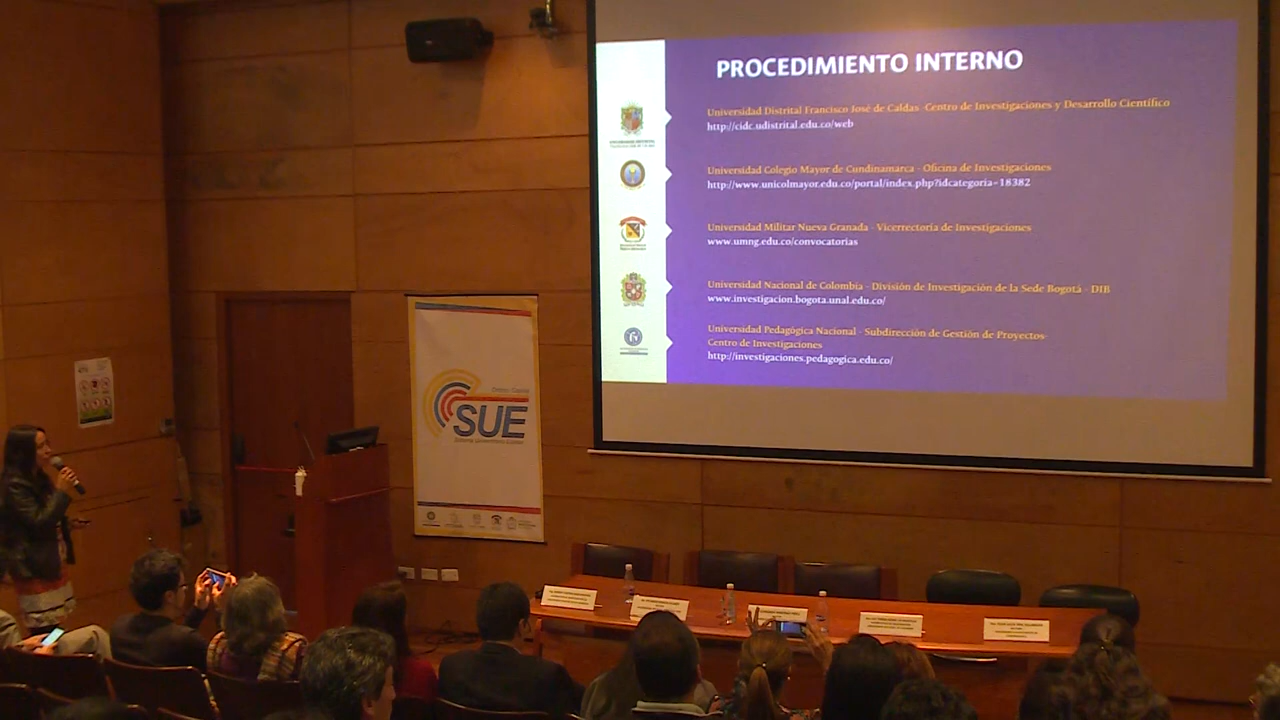 PROCEDIMIENTO INTERNO
Universidad Distrital Francisco José de Caldas -Centro de Investigaciones y Desarrollo Científico
http://cidc.udistrital.edu.co/web
Universidad Colegio Mayor de Cundinamarca - Oficina de Investigaciones
http://www.unicolmayor.edu.co/portal/index.php?idcategoria=18382
Universidad Militar Nueva Granada - Vicerrectoría de Investigaciones
www.umng.edu.co/convocatorias
Universidad Nacional de Colombia - División de Investigación de la Sede Bogotá - DIB
www.investigacion.bogota.unal.edu.co/
Universidad Pedagógica Nacional - Subdirección de Gestión de Proyectos-
Centro de Investigaciones
http://investigaciones.pedagogica.edu.co/
SUE